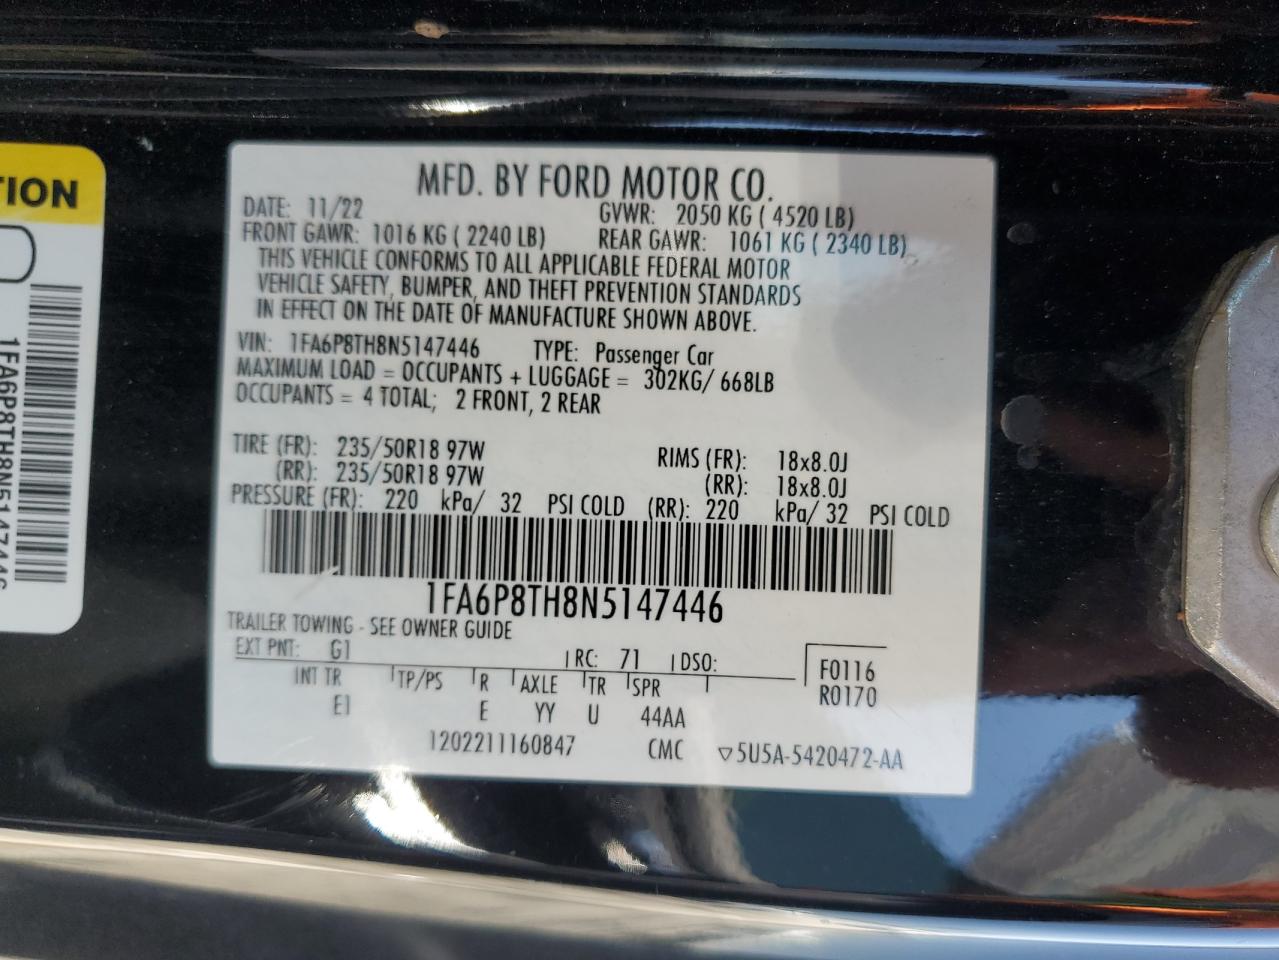 TION
1FA6P8TH8N5147446
MFD. BY FORD MOTOR CO.
DATE: 11/22 GVWR: 2050 KG ( 4520 LB)
FRONT GAWR: 1016 KG ( 2240 LB) REAR GAWR: 1061 KG ( 2340 LB)
THIS VEHICLE CONFORMS TO ALL APPLICABLE FEDERAL MOTOR
VEHICLE SAFETY, BUMPER, AND THEFT PREVENTION STANDARDS
IN EFFECT ON THE DATE OF MANUFACTURE SHOWN ABOVE.
VIN: 1FA6P8TH8N5147446 TYPE: Passenger Car
MAXIMUM LOAD = OCCUPANTS + LUGGAGE = 302KG/ 668LB
OCCUPANTS = 4 TOTAL; 2 FRONT, 2 REAR
TIRE (FR): 235/50R18 97W RIMS (FR): 18x8.0J
(RR): 235/50R18 97W (RR): 18x8.0J
PRESSURE (FR): 220 kPa/ 32 PSI COLD (RR): 220 kPa/ 32 PSI COLD
1FA6P8TH8N5147446
TRAILER TOWING - SEE OWNER GUIDE
EXT PNT: G1 RC: 71 DSO: F0116
INT TR TP/PS R AXLE TR SPR R0170
E1 E YY U 44AA
1202211160847 CMC ▽5U5A-5420472-AA